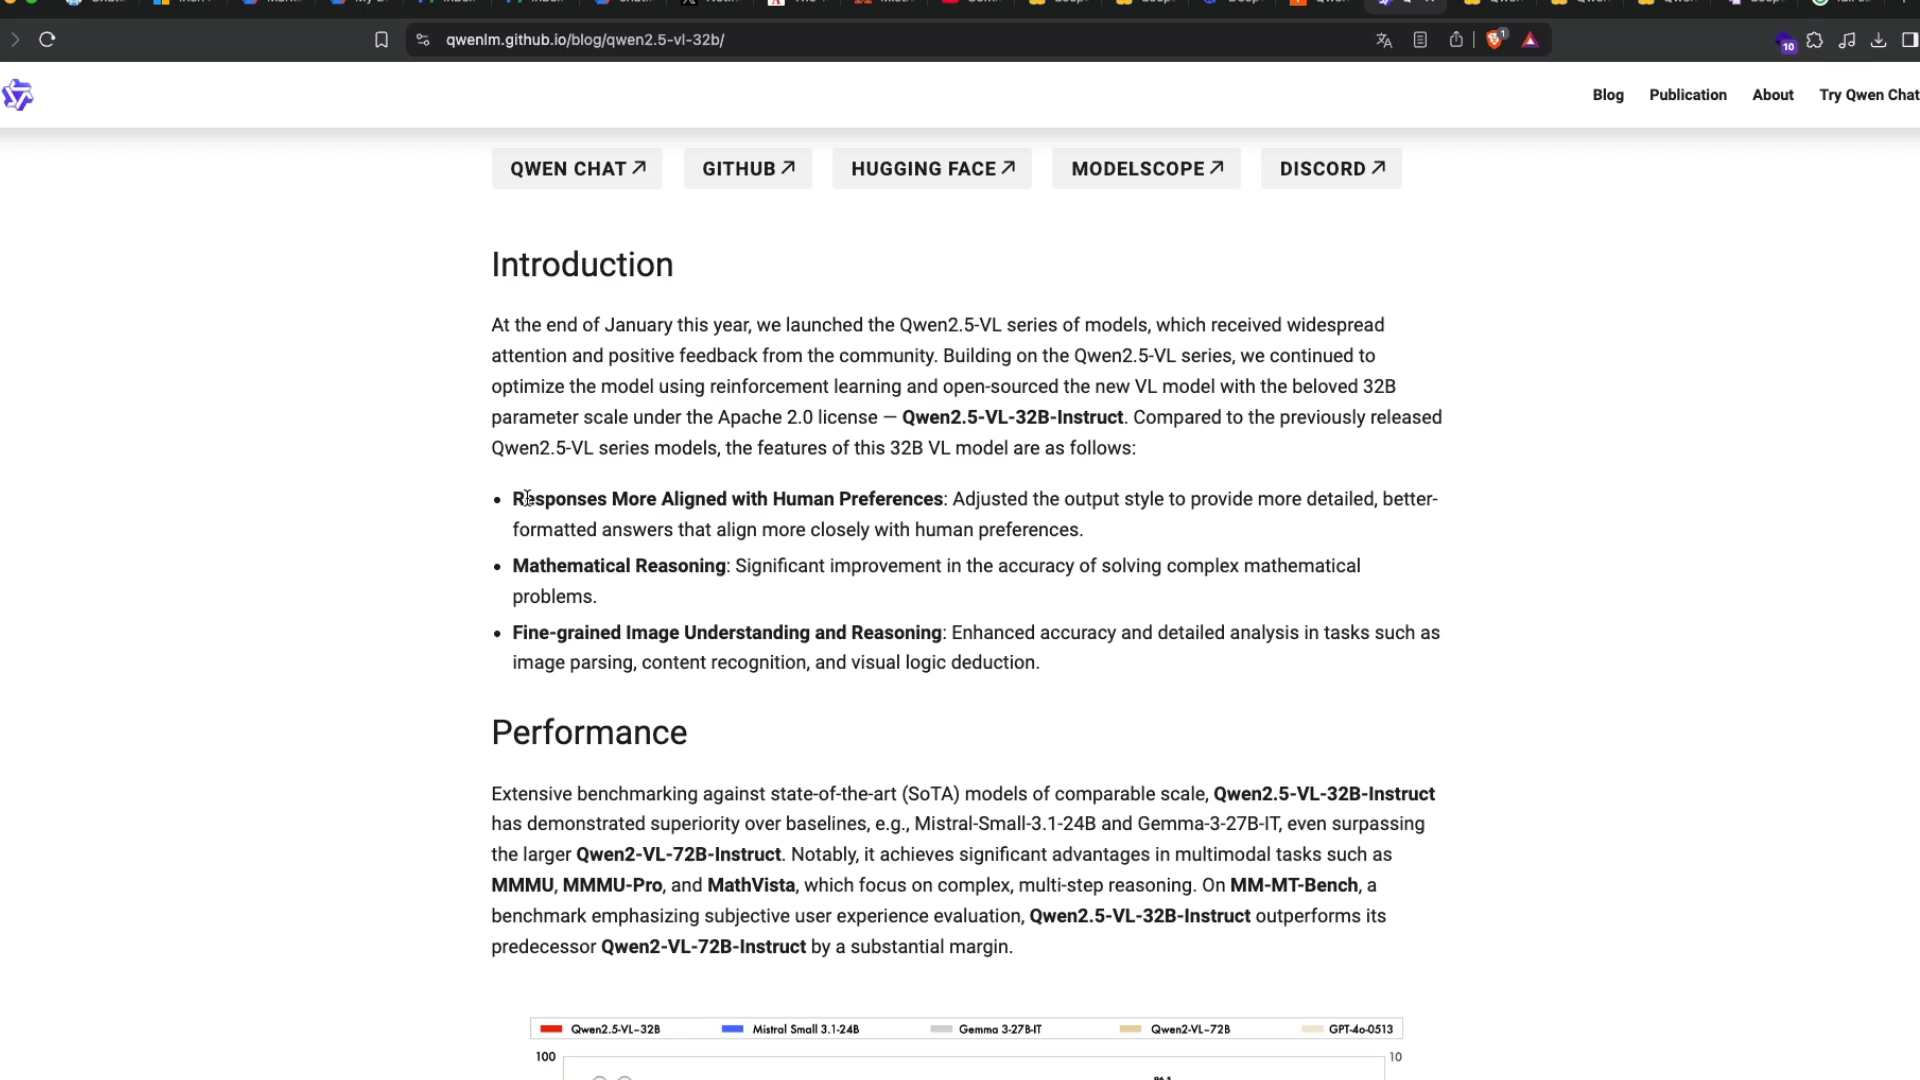 qwenlm.github.io/blog/qwen2.5-vl-32b/
1
10
Blog Publication About Try Qwen Chat
QWEN CHAT GITHUB HUGGING FACE MODELSCOPE DISCORD
Introduction
At the end of January this year, we launched the Qwen2.5-VL series of models, which received widespread
attention and positive feedback from the community. Building on the Qwen2.5-VL series, we continued to
optimize the model using reinforcement learning and open-sourced the new VL model with the beloved 32B
parameter scale under the Apache 2.0 license — Qwen2.5-VL-32B-Instruct. Compared to the previously released
Qwen2.5-VL series models, the features of this 32B VL model are as follows:
• Responses More Aligned with Human Preferences: Adjusted the output style to provide more detailed, better-
formatted answers that align more closely with human preferences.
• Mathematical Reasoning: Significant improvement in the accuracy of solving complex mathematical
problems.
• Fine-grained Image Understanding and Reasoning: Enhanced accuracy and detailed analysis in tasks such as
image parsing, content recognition, and visual logic deduction.
Performance
Extensive benchmarking against state-of-the-art (SoTA) models of comparable scale, Qwen2.5-VL-32B-Instruct
has demonstrated superiority over baselines, e.g., Mistral-Small-3.1-24B and Gemma-3-27B-IT, even surpassing
the larger Qwen2-VL-72B-Instruct. Notably, it achieves significant advantages in multimodal tasks such as
MMMU, MMMU-Pro, and MathVista, which focus on complex, multi-step reasoning. On MM-MT-Bench, a
benchmark emphasizing subjective user experience evaluation, Qwen2.5-VL-32B-Instruct outperforms its
predecessor Qwen2-VL-72B-Instruct by a substantial margin.
Qwen2.5-VL-32B Mistral Small 3.1-24B Gemma 3-27B-IT Qwen2-VL-72B GPT-4o-0513
100 10